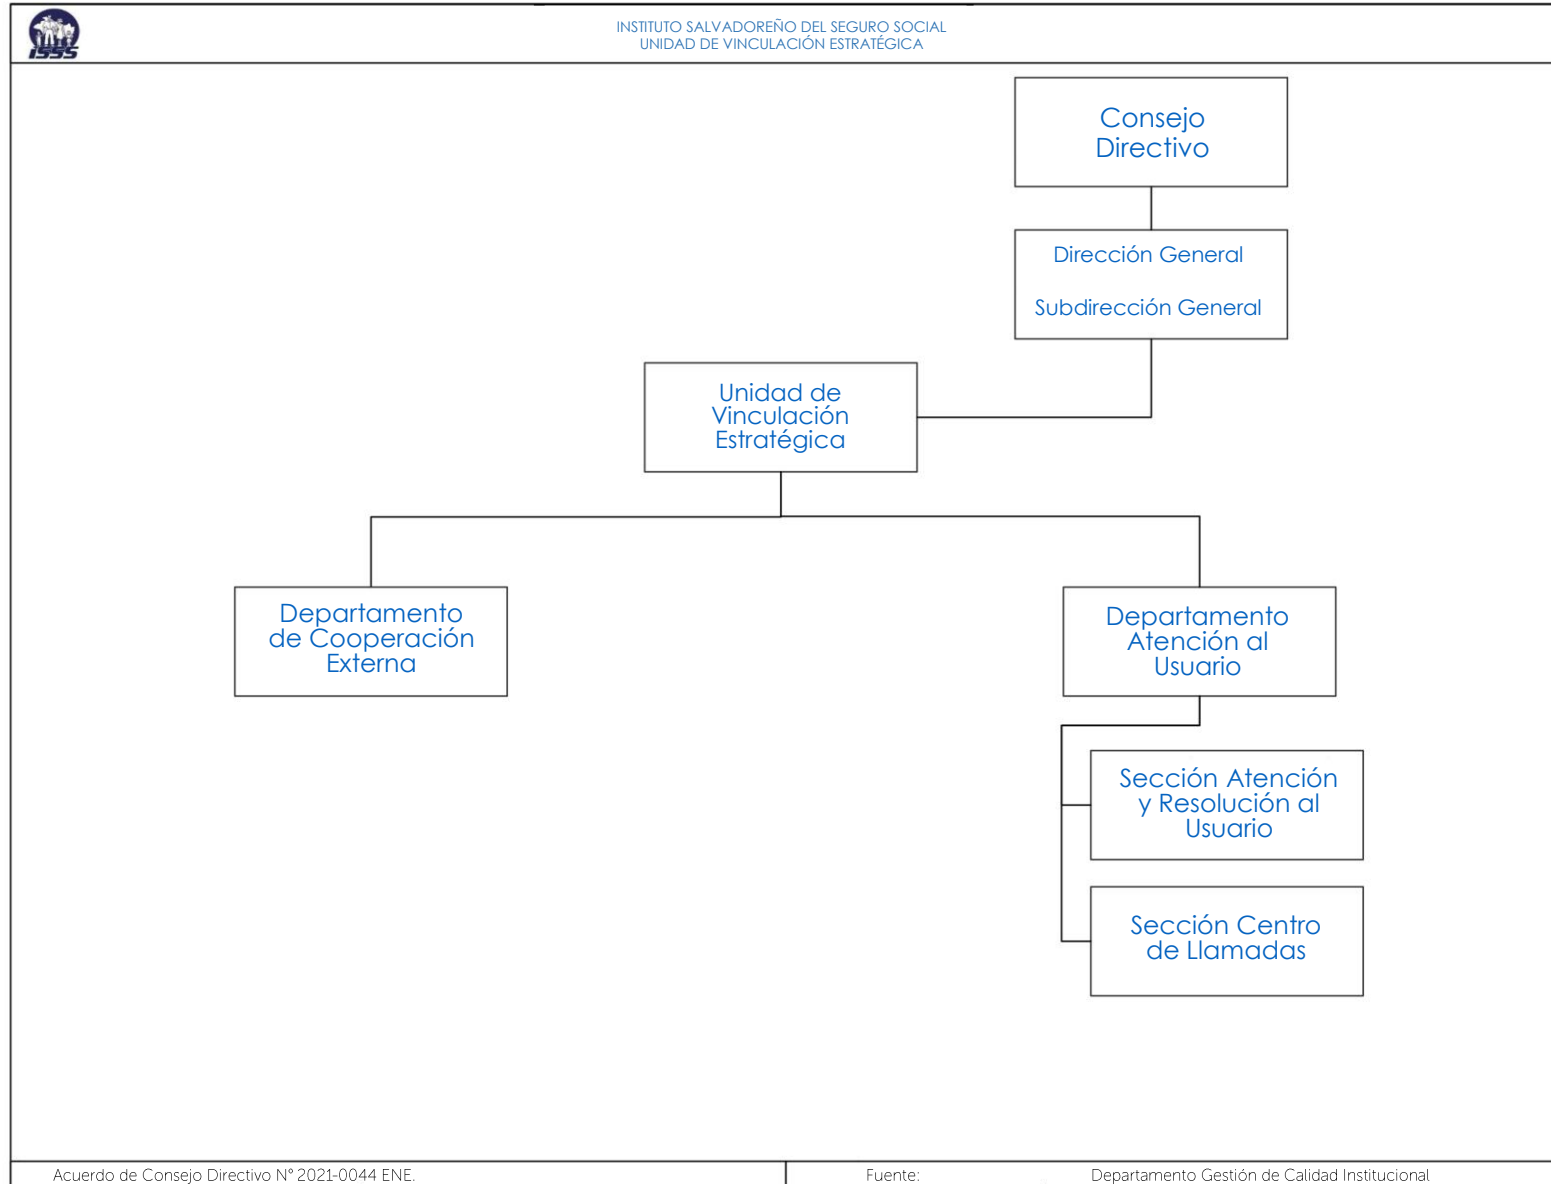 ISSS
INSTITUTO SALVADOREÑO DEL SEGURO SOCIAL
UNIDAD DE VINCULACIÓN ESTRATÉGICA
Consejo
Directivo
Dirección General
Subdirección General
Unidad de
Vinculación
Estratégica
Departamento
de Cooperación
Externa
Departamento
Atención al
Usuario
Sección Atención
y Resolución al
Usuario
Sección Centro
de Llamadas
Acuerdo de Consejo Directivo N° 2021-0044 ENE.
Fuente:
Departamento Gestión de Calidad Institucional